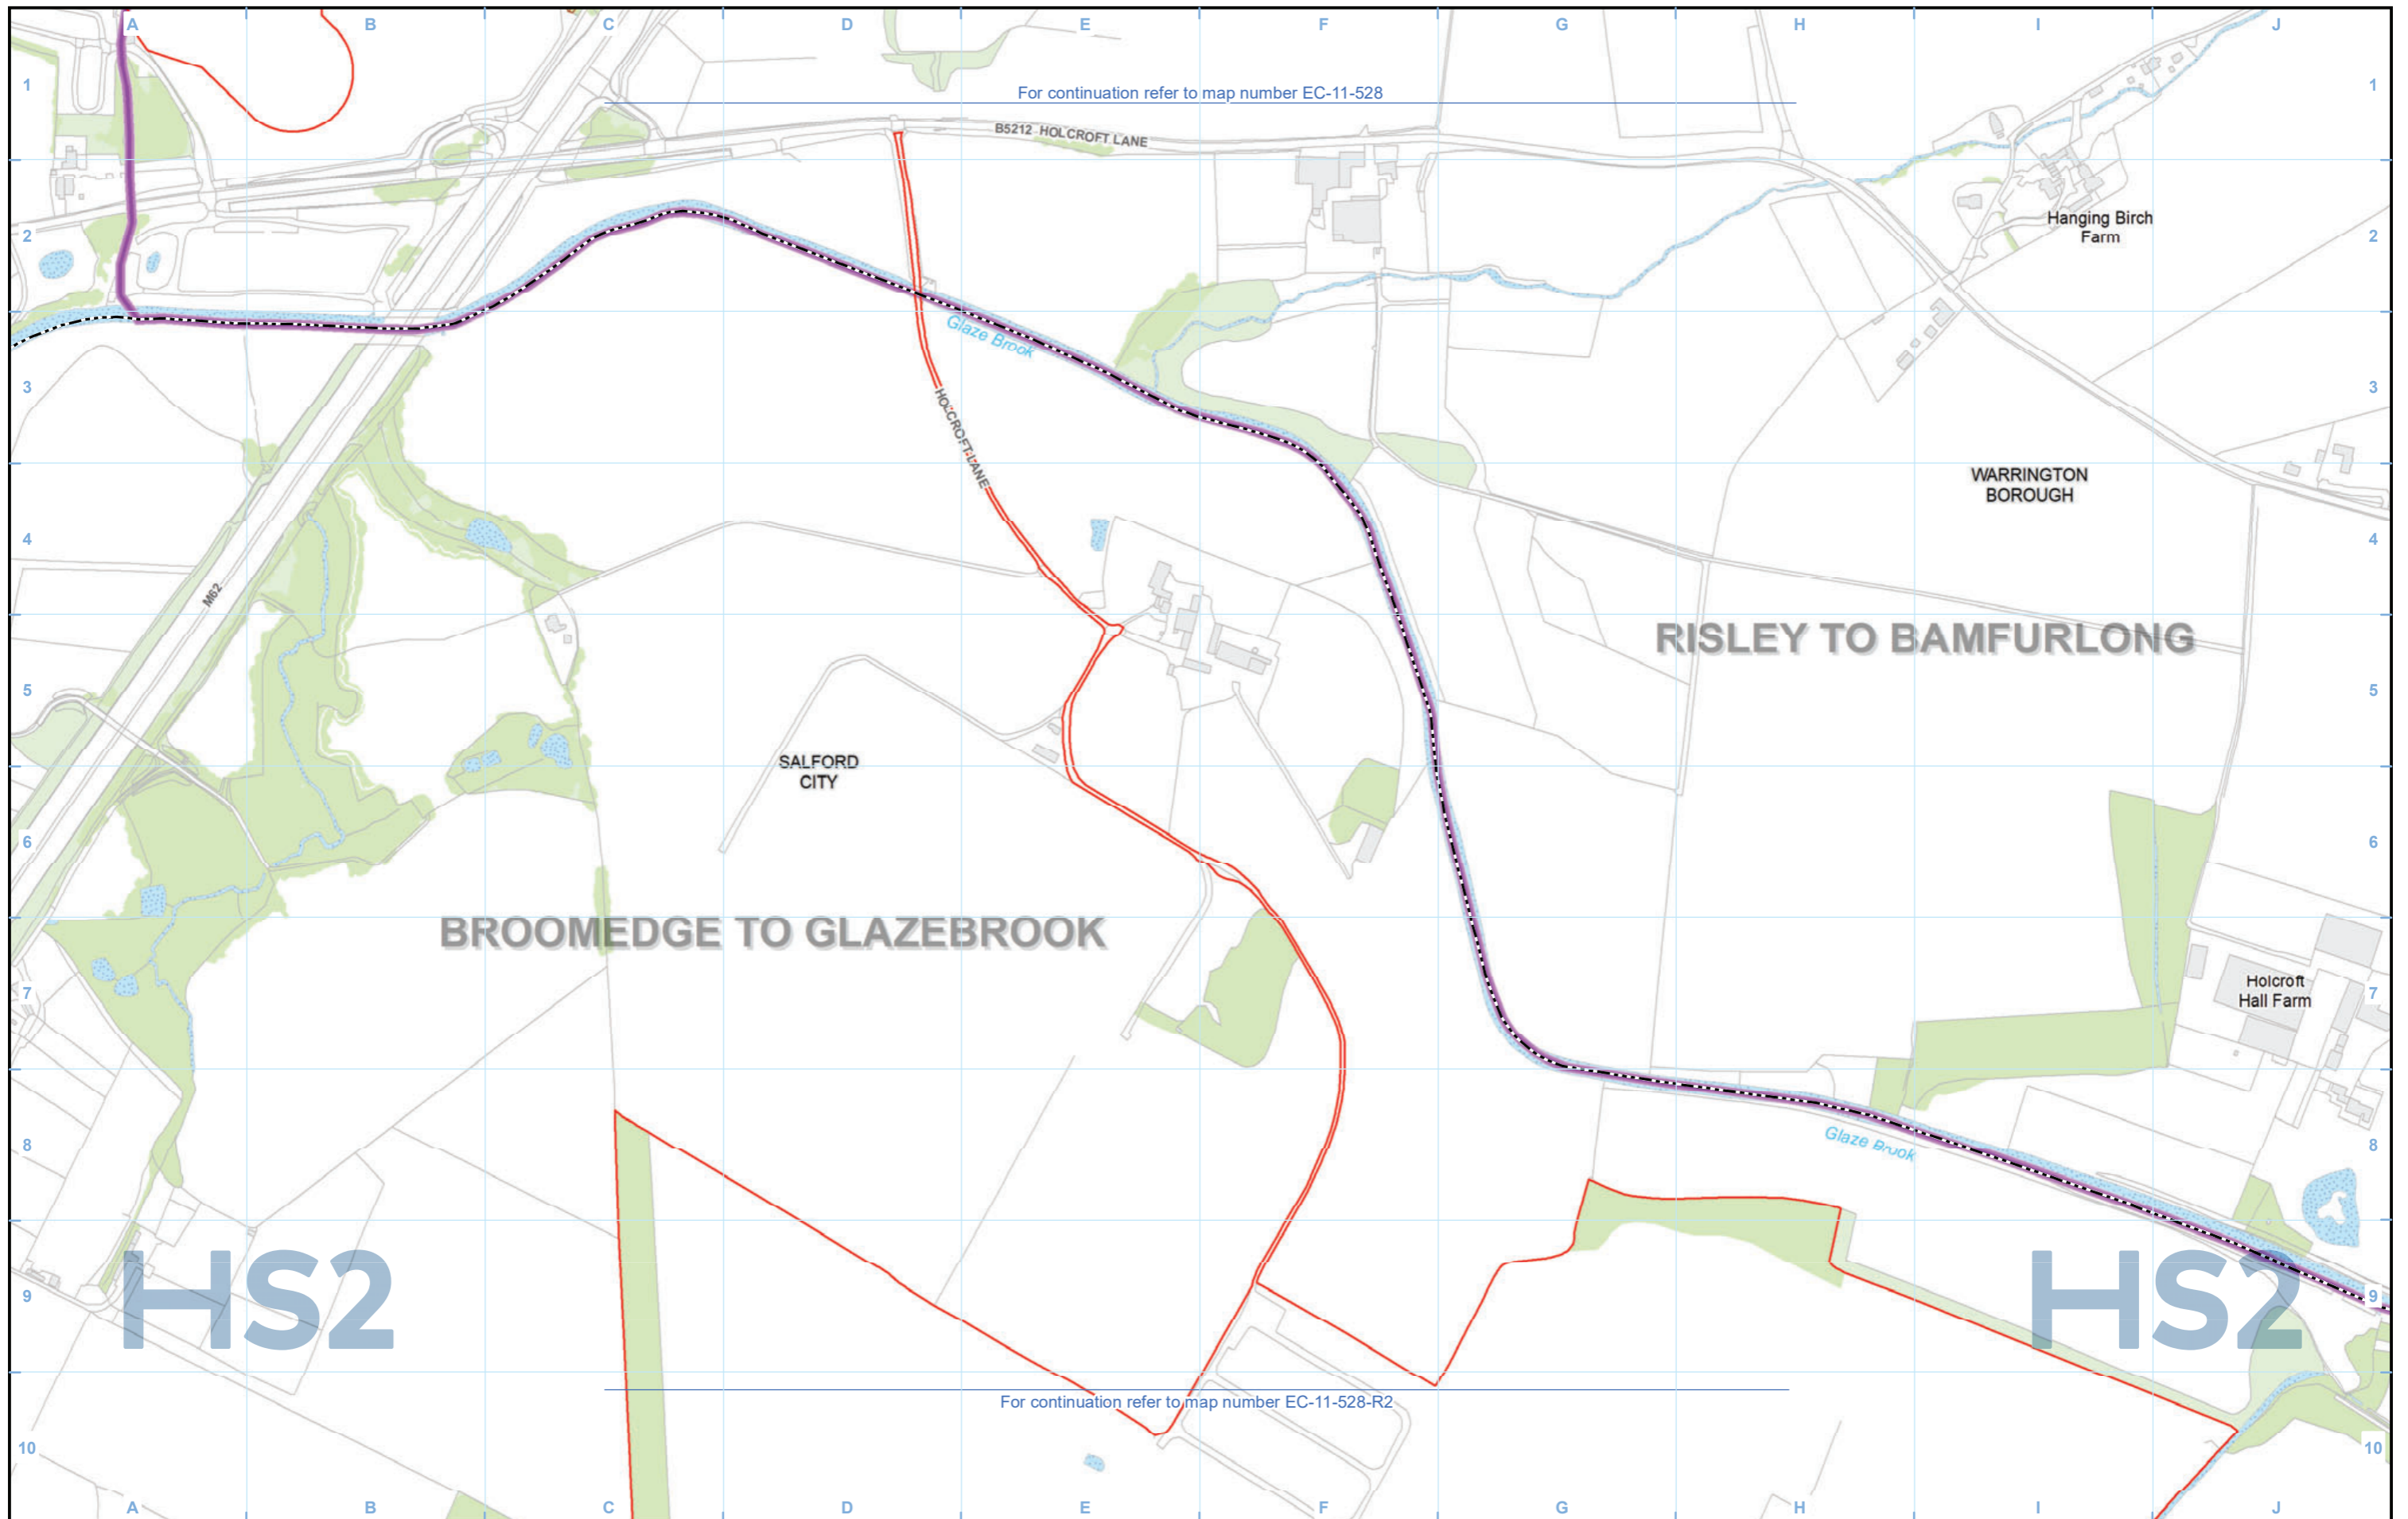 A B C D E F G H I J
1 1
For continuation refer to map number EC-11-528
B5212 HOLCROFT LANE
2 2
Hanging Birch
Farm
Glaze Brook
3 3
HOLCROFT LANE
WARRINGTON
BOROUGH
4 4
M62
RISLEY TO BAMFURLONG
5 5
SALFORD
CITY
6 6
BROOMEDGE TO GLAZEBROOK
7 7
Holcroft
Hall Farm
8 8
Glaze Brook
9 9
HS2 HS2
For continuation refer to map number EC-11-528-R2
10 10
A B C D E F G H I J